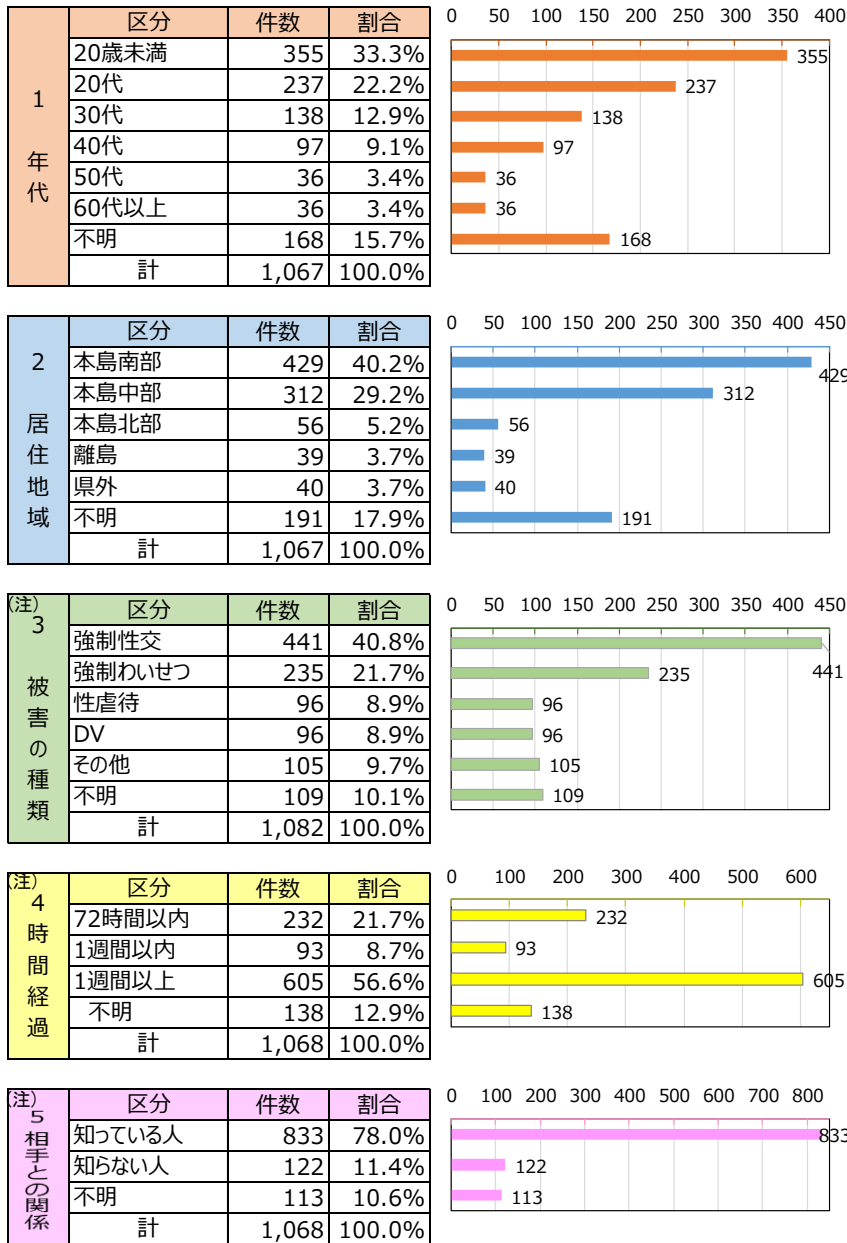 1 年代
区分 件数 割合
20歳未満 355 33.3%
20代 237 22.2%
30代 138 12.9%
40代 97 9.1%
50代 36 3.4%
60代以上 36 3.4%
不明 168 15.7%
計 1,067 100.0%
0 50 100 150 200 250 300 350 400
355
237
138
97
36
36
168
2 居住地域
区分 件数 割合
本島南部 429 40.2%
本島中部 312 29.2%
本島北部 56 5.2%
離島 39 3.7%
県外 40 3.7%
不明 191 17.9%
計 1,067 100.0%
0 50 100 150 200 250 300 350 400 450
429
312
56
39
40
191
(注) 3 被害の種類
区分 件数 割合
強制性交 441 40.8%
強制わいせつ 235 21.7%
性虐待 96 8.9%
DV 96 8.9%
その他 105 9.7%
不明 109 10.1%
計 1,082 100.0%
0 50 100 150 200 250 300 350 400 450
441
235
96
96
105
109
(注) 4 時間経過
区分 件数 割合
72時間以内 232 21.7%
1週間以内 93 8.7%
1週間以上 605 56.6%
不明 138 12.9%
計 1,068 100.0%
0 100 200 300 400 500 600
232
93
605
138
(注) 5 相手との関係
区分 件数 割合
知っている人 833 78.0%
知らない人 122 11.4%
不明 113 10.6%
計 1,068 100.0%
0 100 200 300 400 500 600 700 800
833
122
113